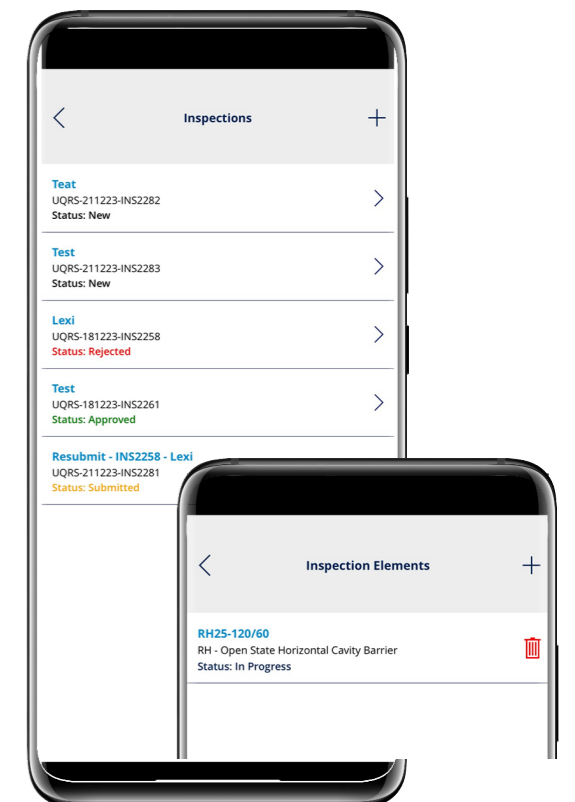 Inspections
Teat
UQRS-211223-INS2282
Status: New
Test
UQRS-211223-INS2283
Status: New
Lexi
UQRS-181223-INS2258
Status: Rejected
Test
UQRS-181223-INS2261
Status: Approved
Resubmit - INS2258 - Lexi
UQRS-211223-INS2281
Status: Submitted
Inspection Elements
RH25-120/60
RH - Open State Horizontal Cavity Barrier
Status: In Progress